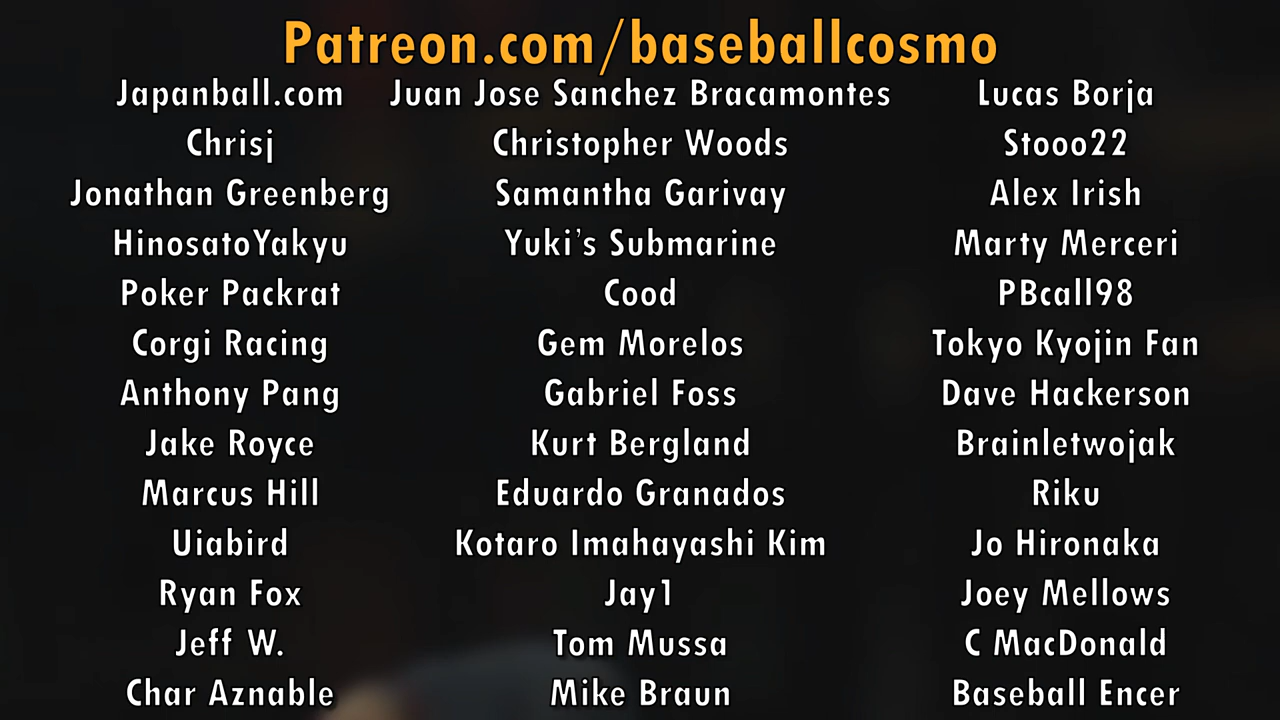 Patreon.com/baseballcosmo
Japanball.com Juan Jose Sanchez Bracamontes Lucas Borja
Chrisj Christopher Woods Stooo22
Jonathan Greenberg Samantha Garivay Alex Irish
HinosatoYakyu Yuki's Submarine Marty Merceri
Poker Packrat Cood PBcall98
Corgi Racing Gem Morelos Tokyo Kyojin Fan
Anthony Pang Gabriel Foss Dave Hackerson
Jake Royce Kurt Bergland Brainletwojak
Marcus Hill Eduardo Granados Riku
Uiabird Kotaro Imahayashi Kim Jo Hironaka
Ryan Fox Jay1 Joey Mellows
Jeff W. Tom Mussa C MacDonald
Char Aznable Mike Braun Baseball Encer